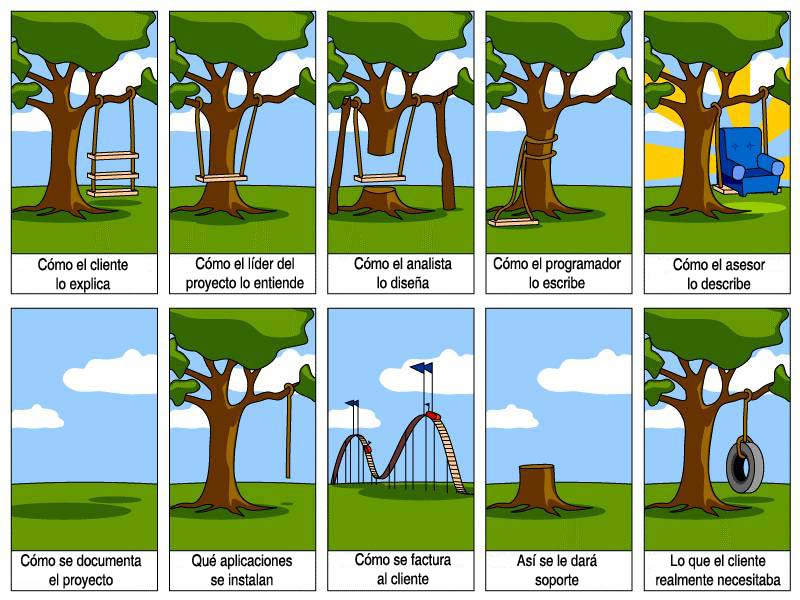 Cómo el cliente
lo explica
Cómo el líder del
proyecto lo entiende
Cómo el analista
lo diseña
Cómo el programador
lo escribe
Cómo el asesor
lo describe
Cómo se documenta
el proyecto
Qué aplicaciones
se instalan
Cómo se factura
al cliente
Así se le dará
soporte
Lo que el cliente
realmente necesitaba